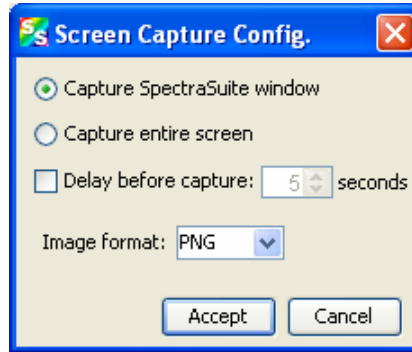 SS Screen Capture Config.
Capture SpectraSuite window
Capture entire screen
Delay before capture: 5 seconds
Image format: PNG
Accept Cancel